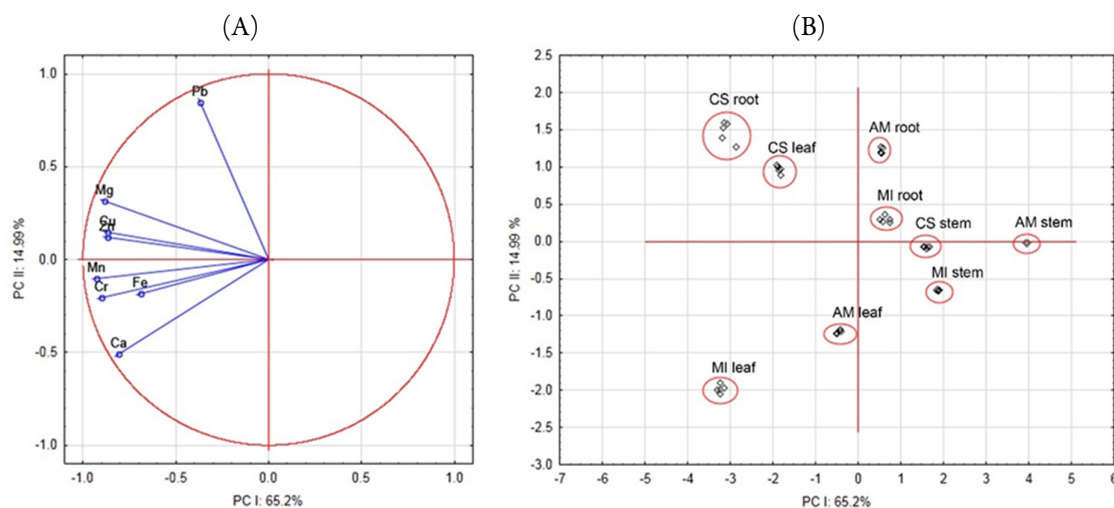 (A)
1.0
0.5
0.0
-0.5
-1.0
-1.0
-0.5
0.0
0.5
1.0
PC II: 14.99%
PC I: 65.2%
Pb
Mg
Cu
Zn
Mn
Cr
Fe
Ca
(B)
2.5
2.0
1.5
1.0
0.5
0.0
-0.5
-1.0
-1.5
-2.0
-2.5
-3.0
-7
-6
-5
-4
-3
-2
-1
0
1
2
3
4
5
6
PC II: 14.99 %
PC I: 65.2%
CS root
CS leaf
AM root
MI root
CS stem
AM stem
MI stem
AM leaf
MI leaf